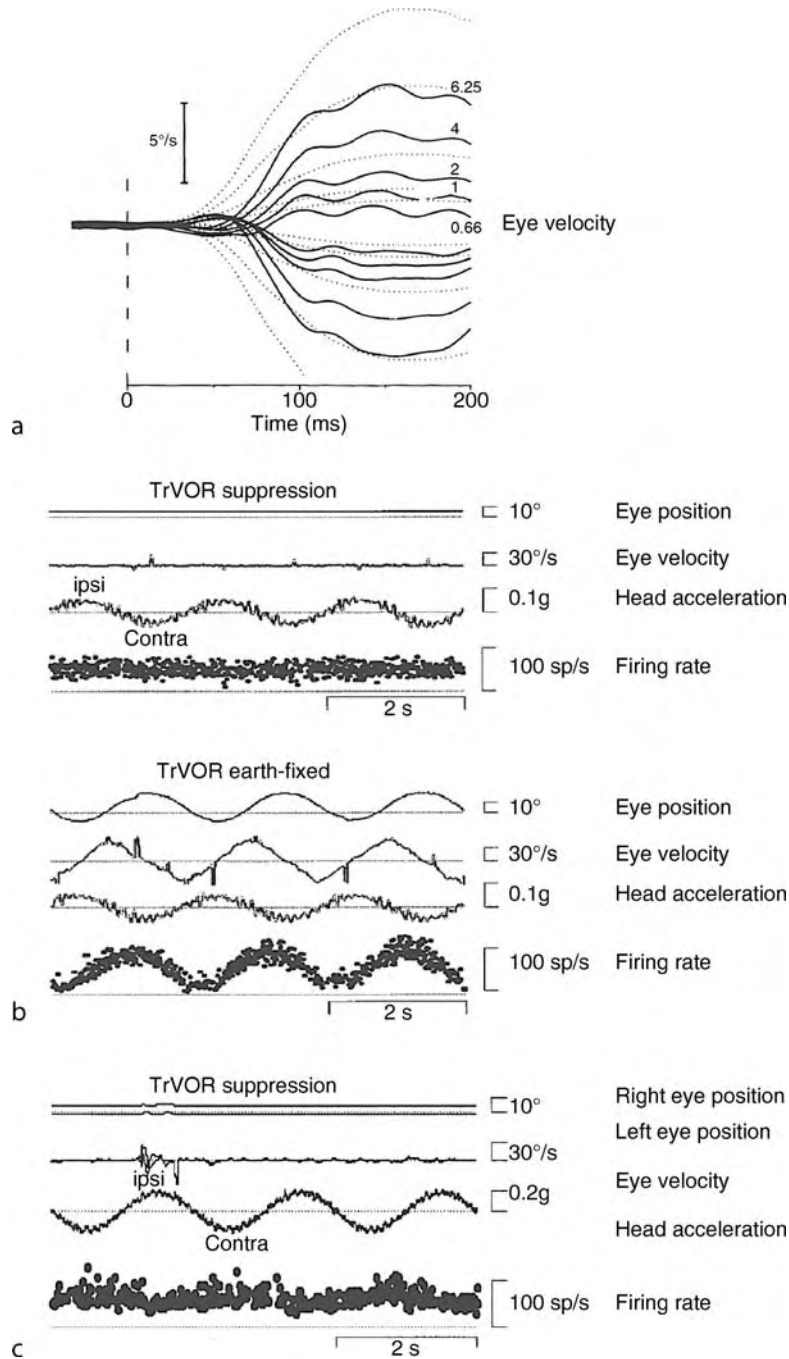 6.25
4
5°/s
2
1
0.66
Eye velocity
0
100
200
Time (ms)
a
TrVOR suppression
10°
Eye position
30°/s
Eye velocity
ipsi
0.1g
Head acceleration
Contra
100 sp/s
Firing rate
2 s
TrVOR earth-fixed
10°
Eye position
30°/s
Eye velocity
0.1g
Head acceleration
100 sp/s
Firing rate
b
2 s
TrVOR suppression
Right eye position
10°
Left eye position
30°/s
ipsi
Eye velocity
0.2g
Head acceleration
Contra
100 sp/s
Firing rate
c
2 s